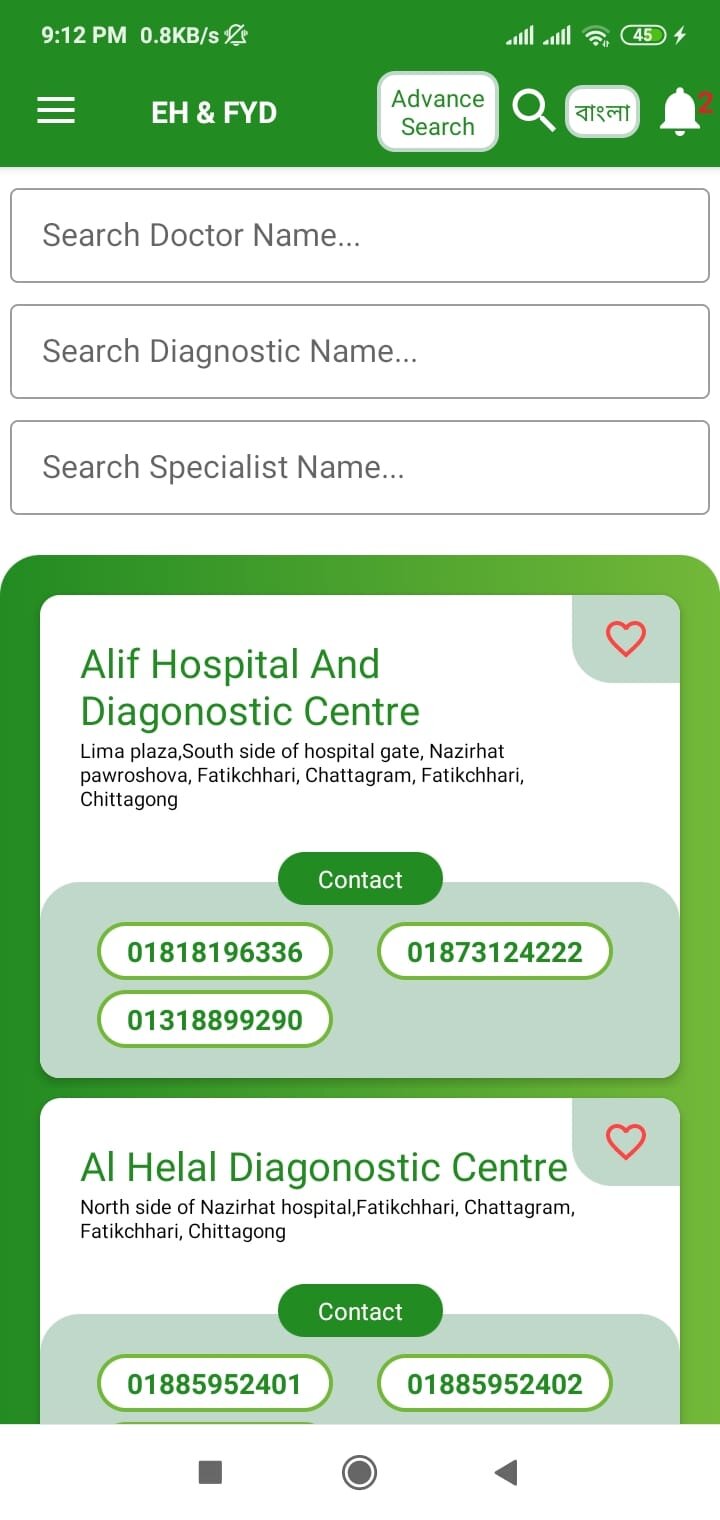 9:12 PM 0.8KB/s 45
EH & FYD
Advance
Search
বাংলা
2
Search Doctor Name...
Search Diagnostic Name...
Search Specialist Name...
Alif Hospital And
Diagonostic Centre
Lima plaza,South side of hospital gate, Nazirhat
pawroshova, Fatikchhari, Chattagram, Fatikchhari,
Chittagong
Contact
01818196336 01873124222
01318899290
Al Helal Diagonostic Centre
North side of Nazirhat hospital,Fatikchhari, Chattagram,
Fatikchhari, Chittagong
Contact
01885952401 01885952402